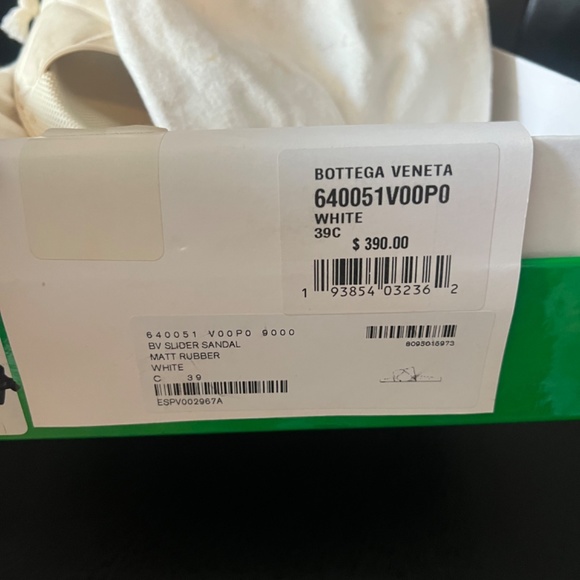 BOTTEGA VENETA
640051V00P0
WHITE
39C
$ 390.00
1 93854 03236 2
640051 V00P0 9000
BV SLIDER SANDAL
MATT RUBBER
WHITE
C 39
ESPV002967A
8093016973